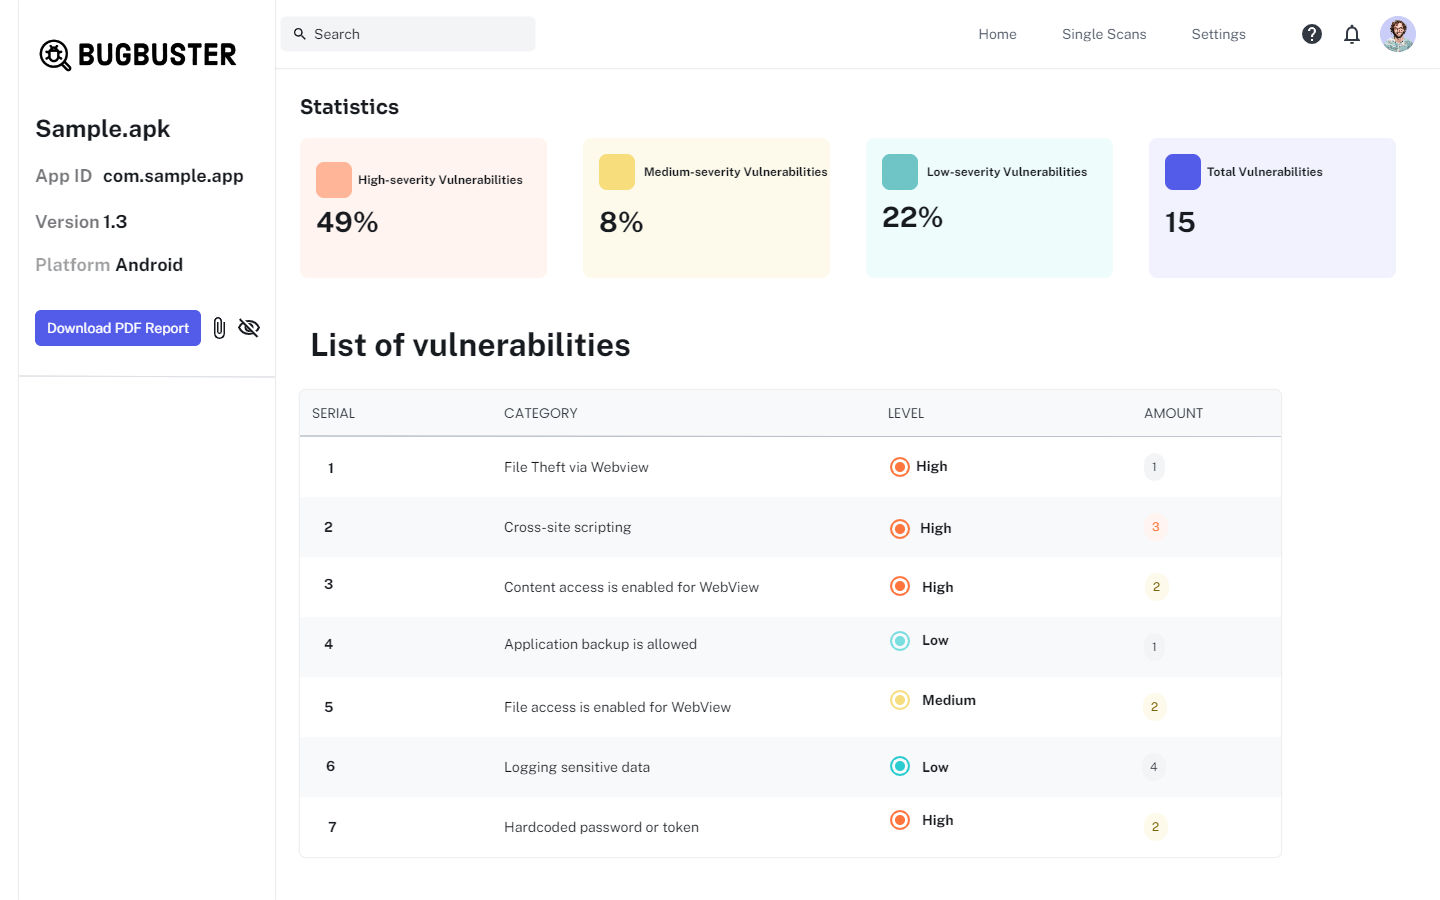 BUGBUSTER
Search
Home
Single Scans
Settings
Sample.apk
App ID com.sample.app
Version 1.3
Platform Android
Download PDF Report
Statistics
High-severity Vulnerabilities
49%
Medium-severity Vulnerabilities
8%
Low-severity Vulnerabilities
22%
Total Vulnerabilities
15
List of vulnerabilities
SERIAL CATEGORY LEVEL AMOUNT
1 File Theft via Webview High 1
2 Cross-site scripting High 3
3 Content access is enabled for WebView High 2
4 Application backup is allowed Low 1
5 File access is enabled for WebView Medium 2
6 Logging sensitive data Low 4
7 Hardcoded password or token High 2